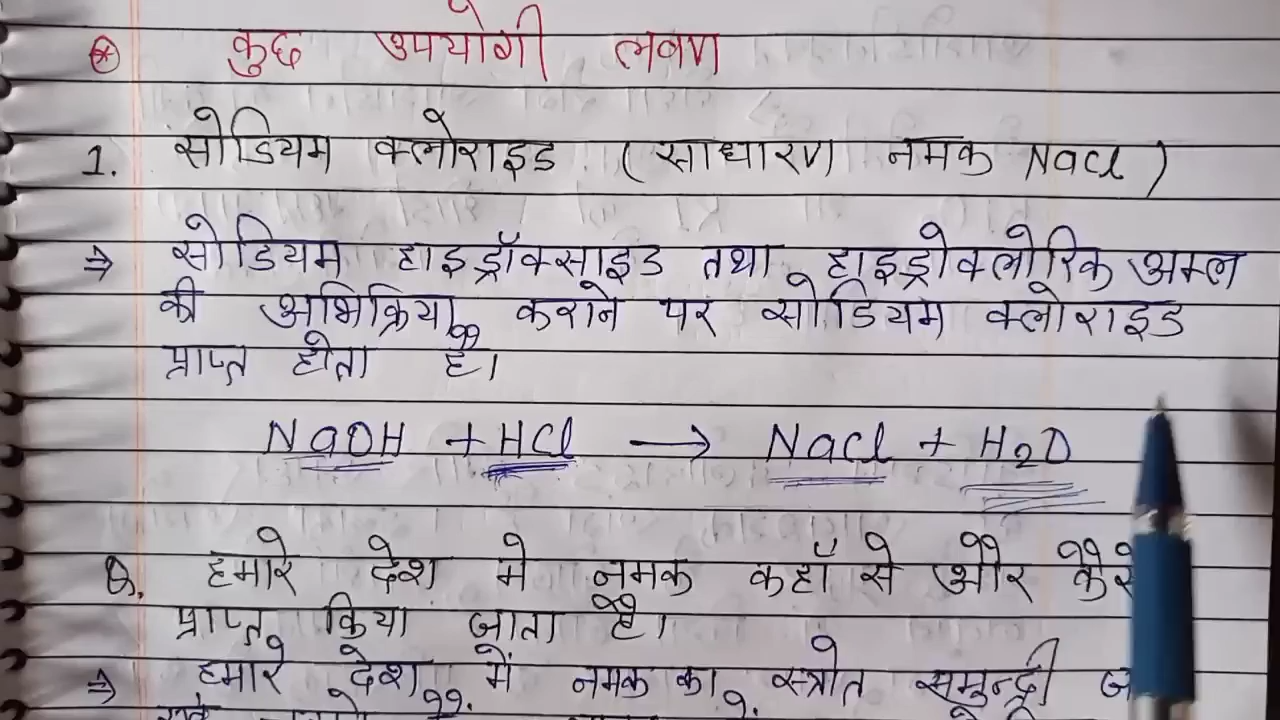 कुछ उपयोगी लवण
1. सोडियम क्लोराइड (साधारण नमक NaCl)
⇒ सोडियम हाइड्रॉक्साइड तथा हाइड्रोक्लोरिक अम्ल
की अभिक्रिया कराने पर सोडियम क्लोराइड
प्राप्त होता है।
NaOH + HCl → NaCl + H₂O
Q. हमारे देश मे नमक कहाँ से और
प्राप्त किया जाता है।
⇒ हमारे देश में नमक का स्त्रोत समुन्द्री